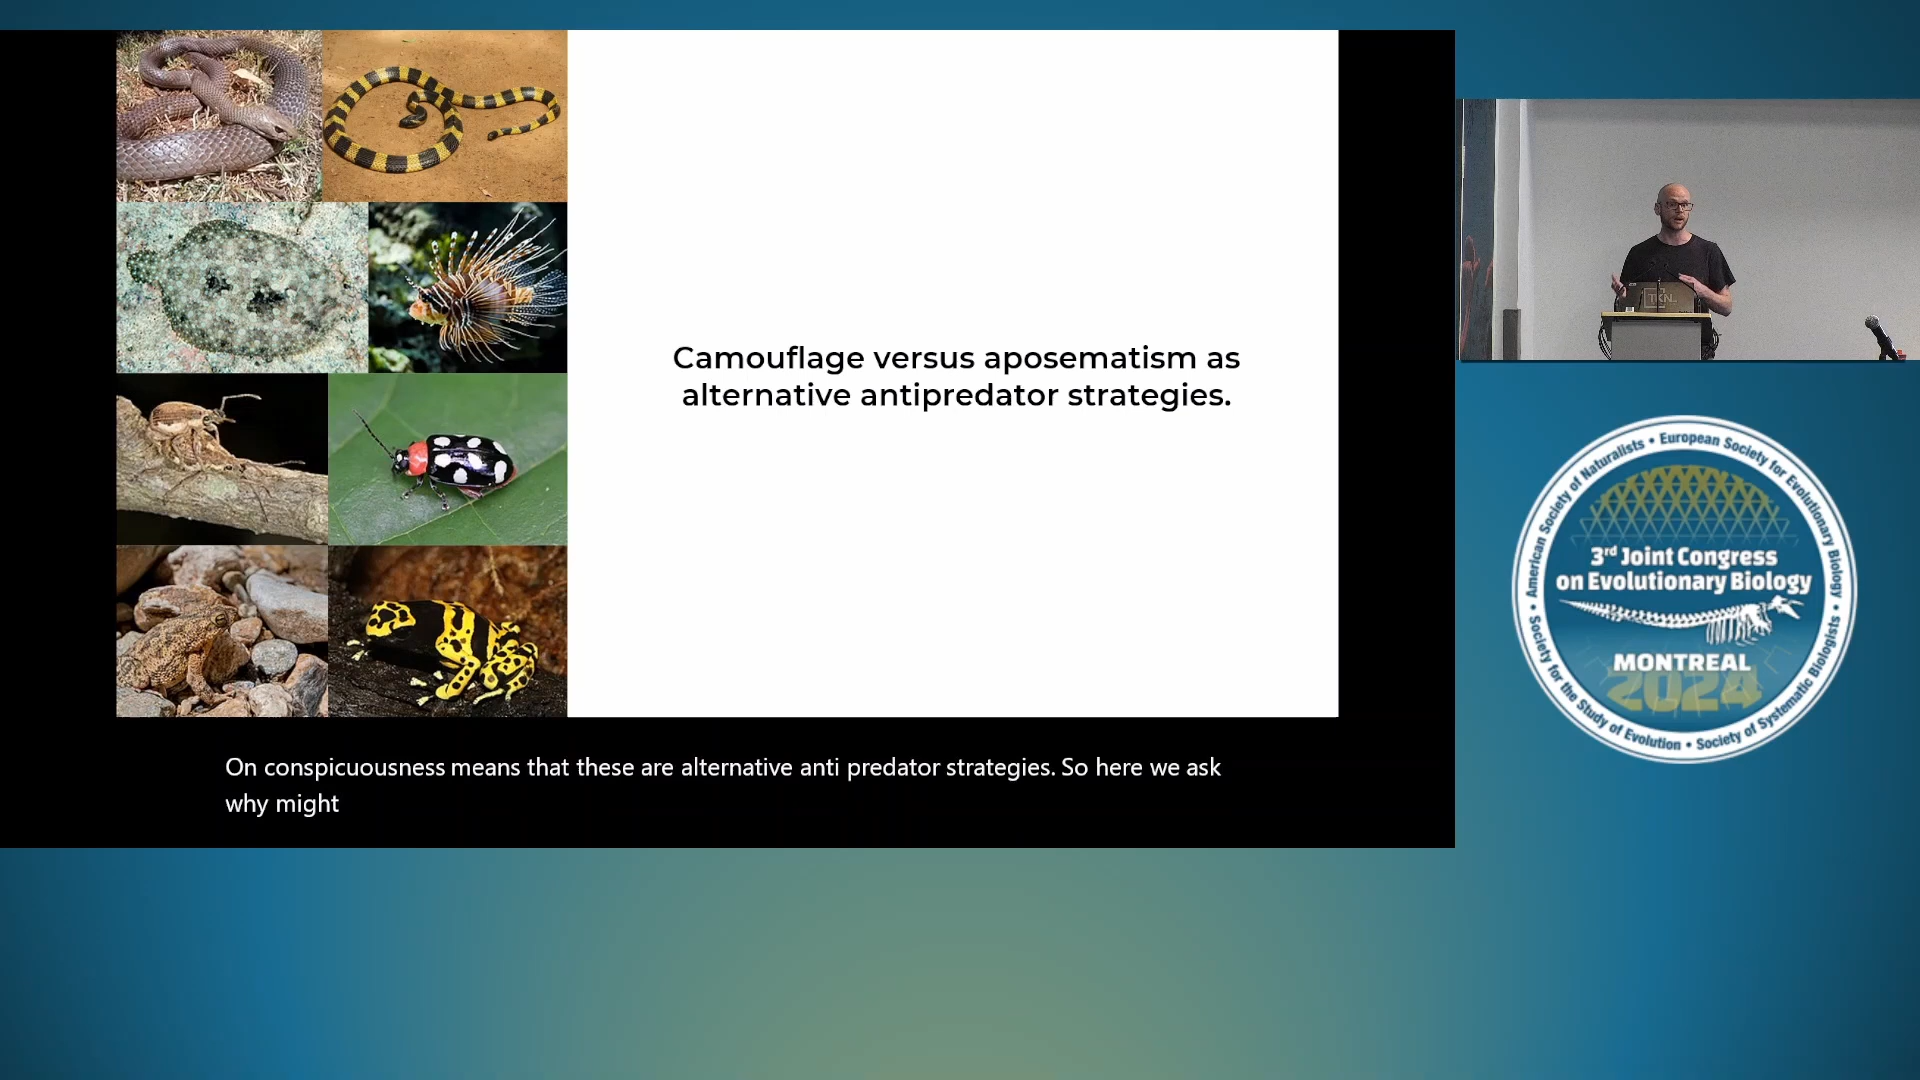 Camouflage versus aposematism as
alternative antipredator strategies.
On conspicuousness means that these are alternative anti predator strategies. So here we ask
why might
TKNL
American Society of Naturalists • European Society for Evolutionary Biology • Society of Systematic Biologists • Society for the Study of Evolution •
3rd Joint Congress
on Evolutionary Biology
MONTREAL
2024